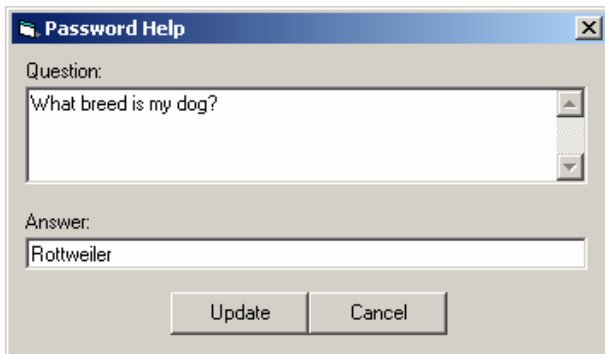 Password Help
Question:
What breed is my dog?
Answer:
Rottweiler
Update Cancel